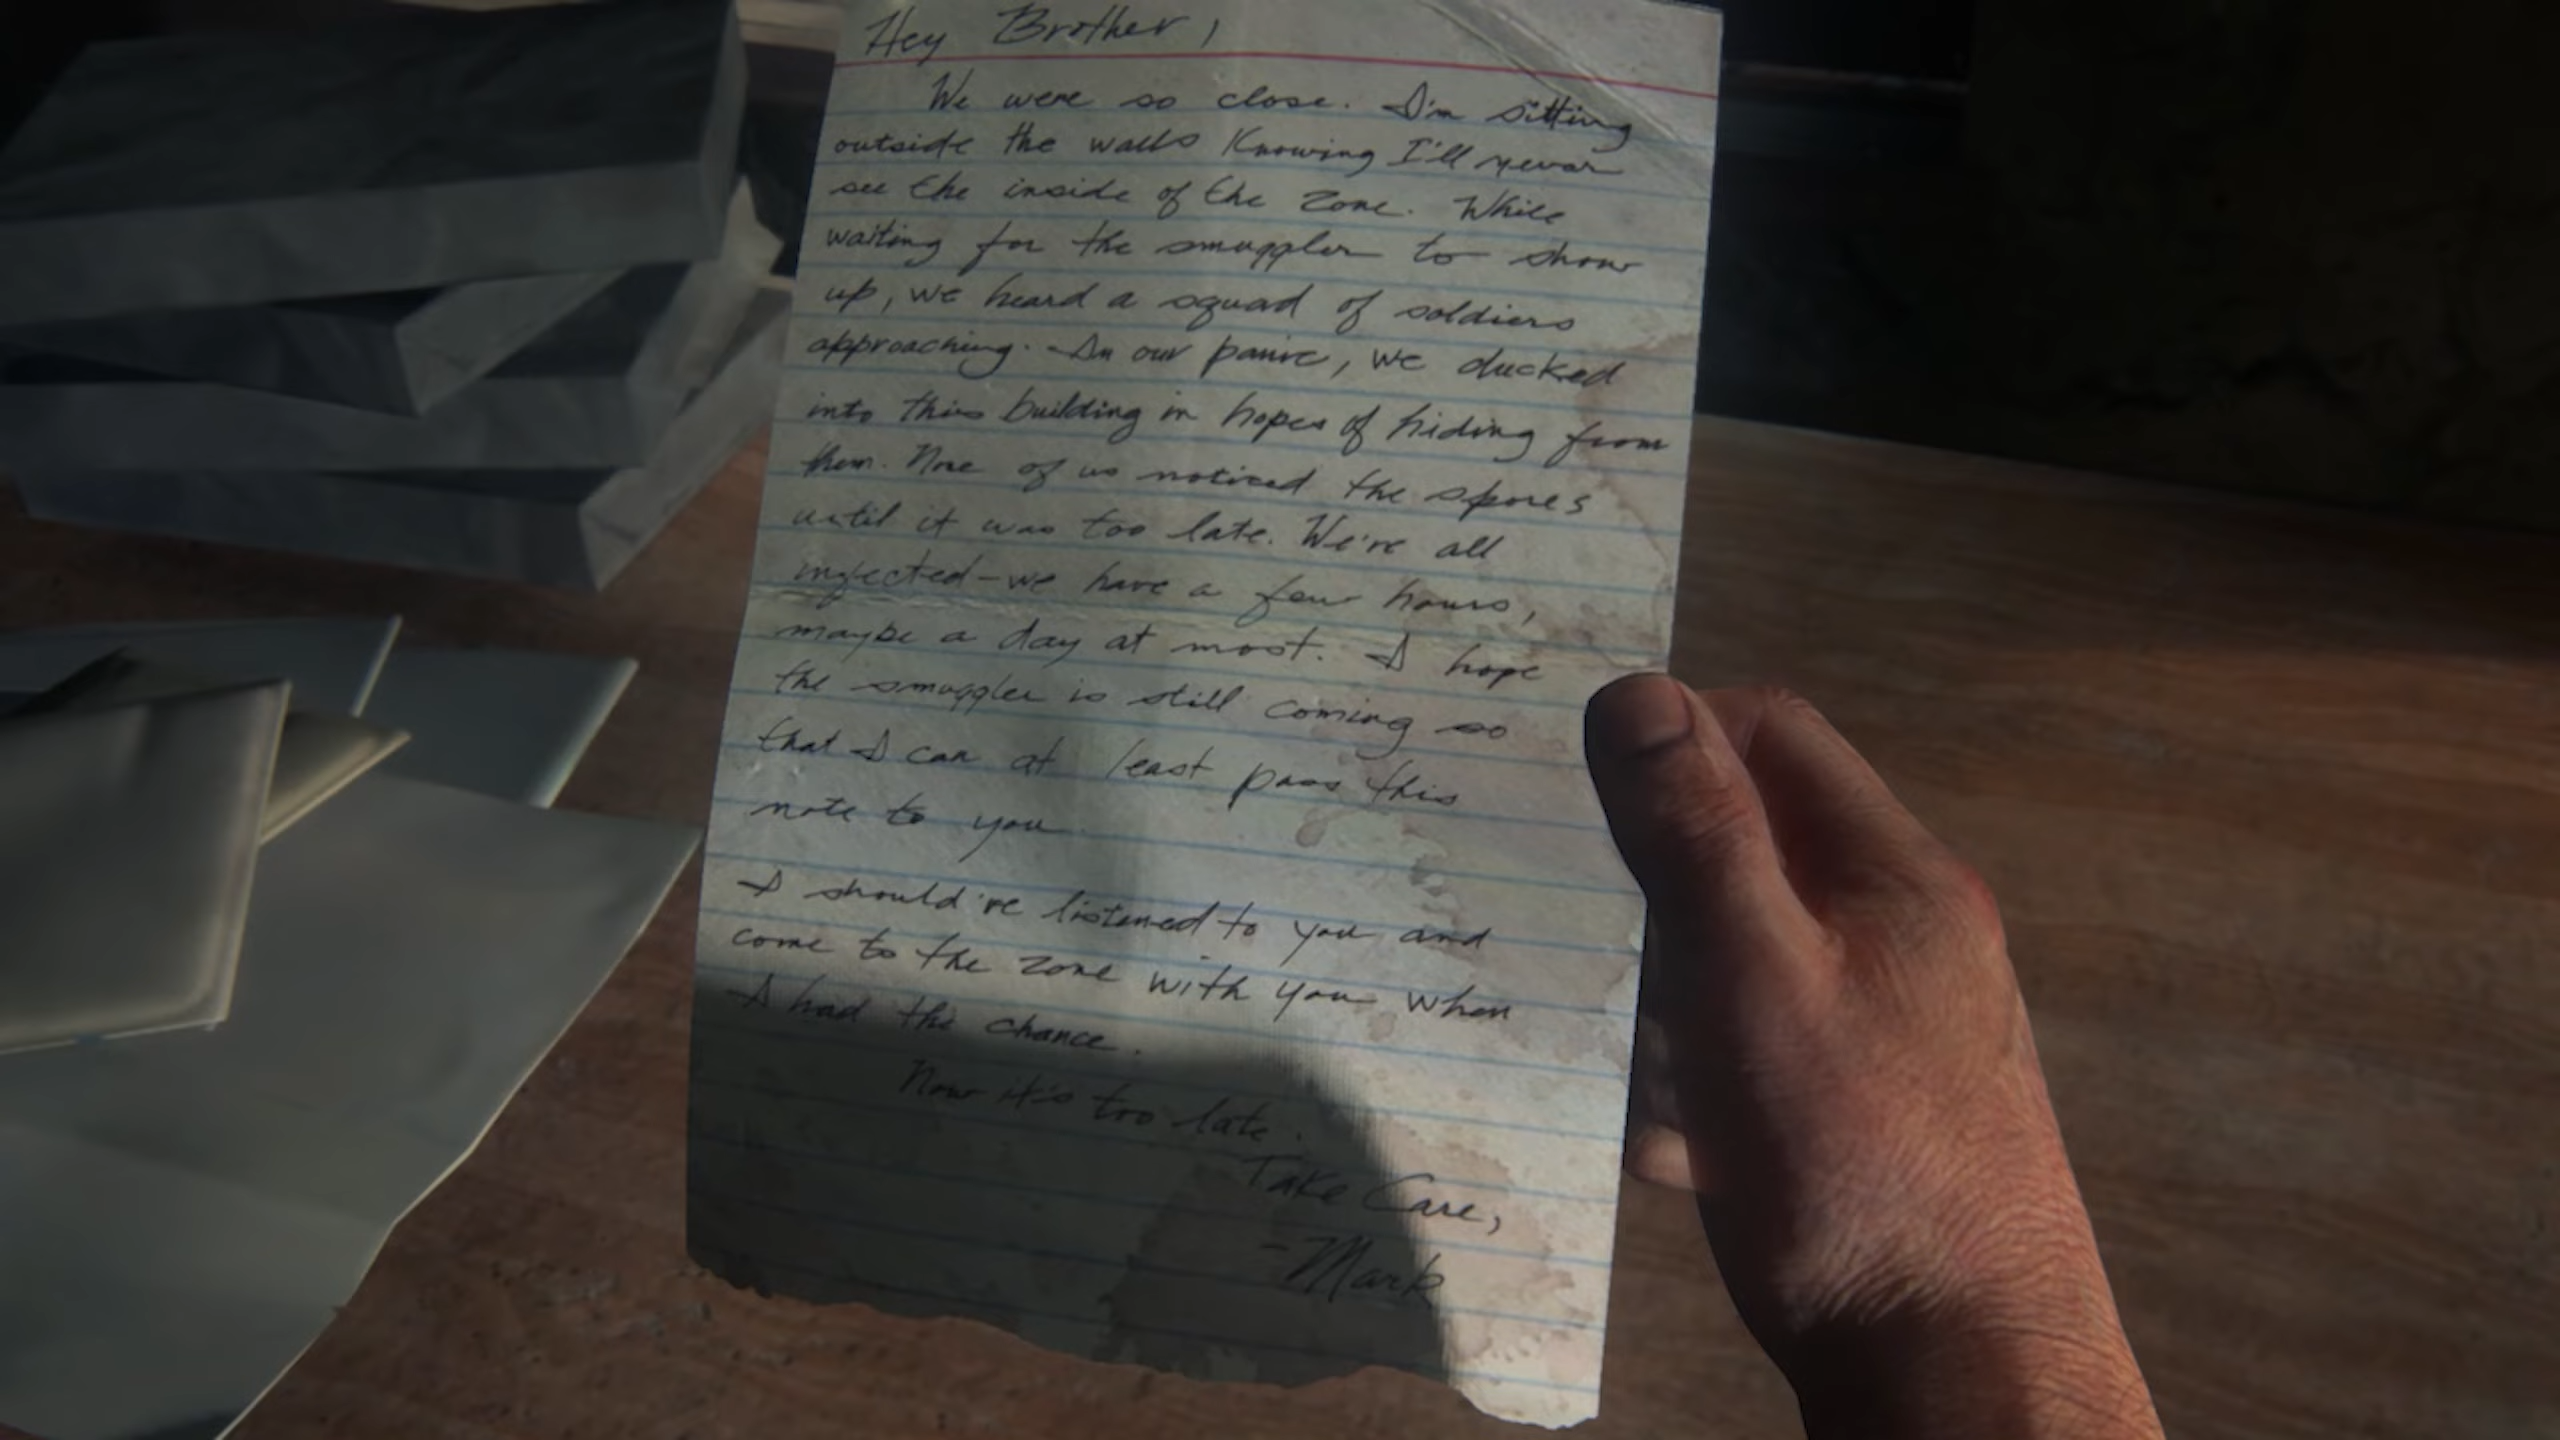 Hey Brother,
We were so close. I'm sitting
outside the walls Knowing I'll never
see the inside of the zone. While
waiting for the smuggler to show
up, we heard a squad of soldiers
approaching. In our panic, we ducked
into this building in hopes of hiding from
them. None of us noticed the spores
until it was too late. We're all
infected-we have a few hours,
maybe a day at most. I hope
the smuggler is still coming so
that I can at least pass this
note to you.
I should've listened to you and
come to the zone with you when
I had the chance.
Now it's too late.
Take Care,
-Mark